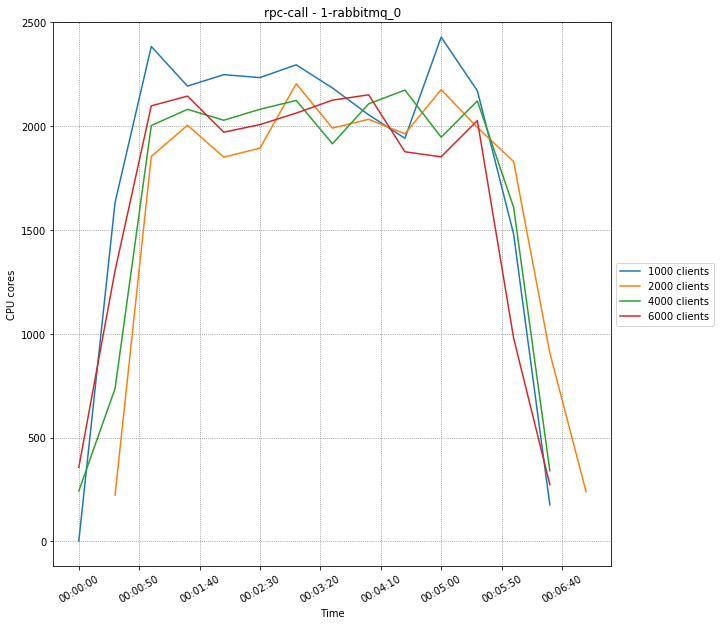 rpc-call - 1-rabbitmq_0
2500
2000
1500
1000
500
0
CPU cores
00:00:00
00:00:50
00:01:40
00:02:30
00:03:20
00:04:10
00:05:00
00:05:50
00:06:40
Time
1000 clients
2000 clients
4000 clients
6000 clients